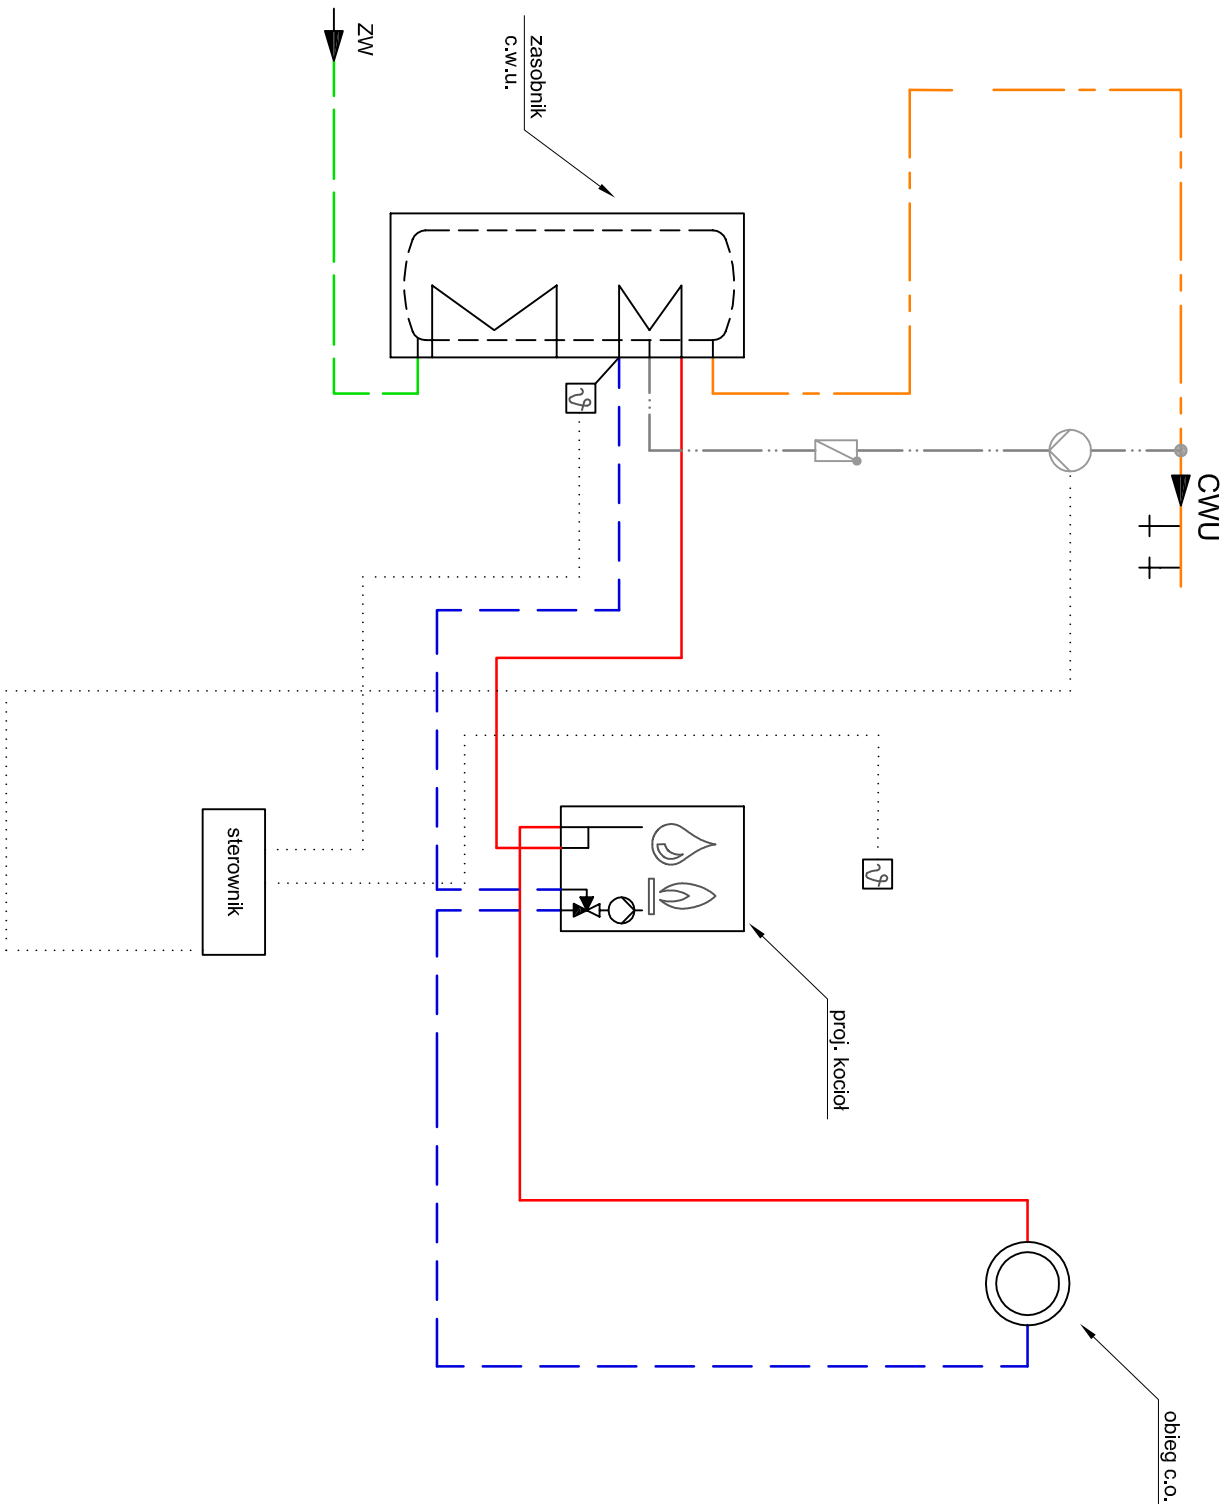 ZW
zasobnik
c.w.u.
CWU
sterownik
proj. kocioł
obieg c.o.